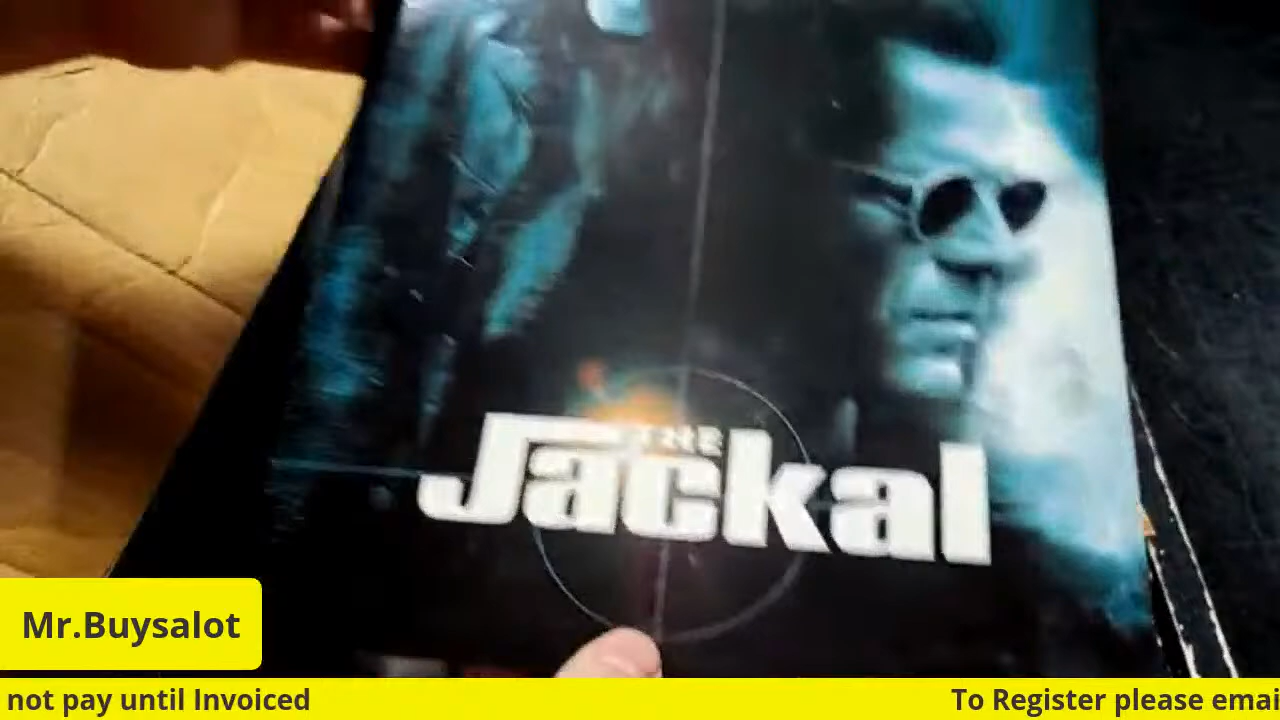 THE
Jackal
Mr.Buysalot
not pay until Invoiced
To Register please emai